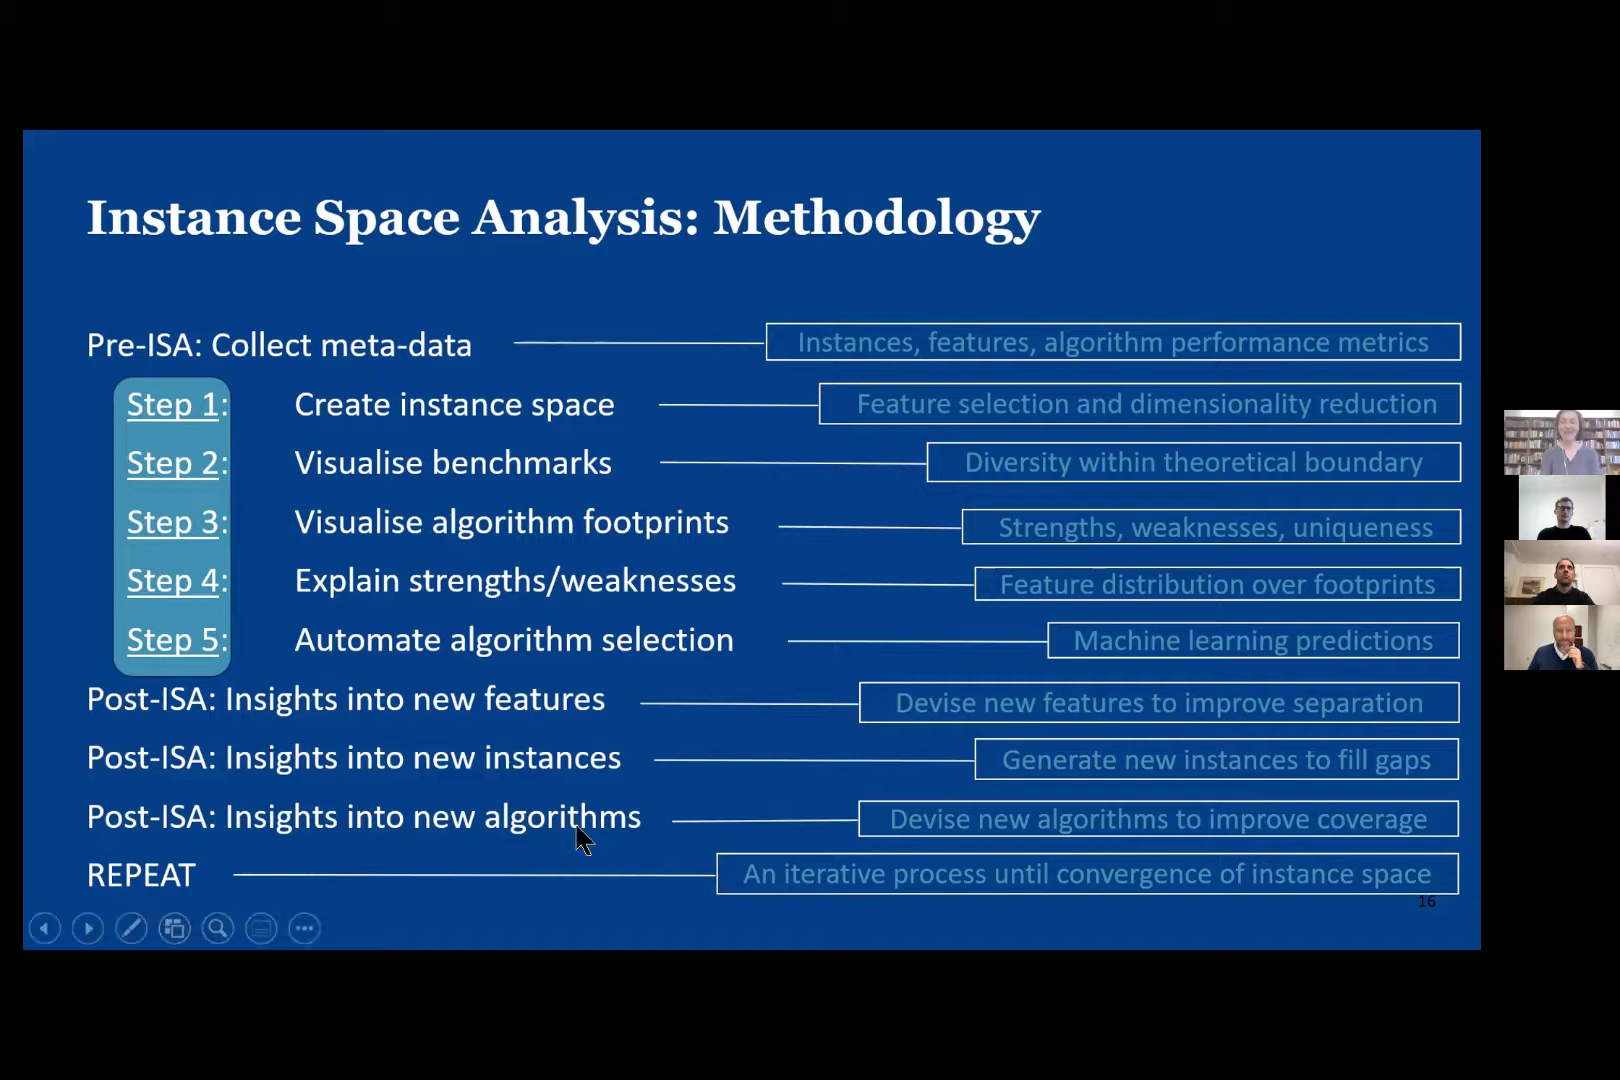 Instance Space Analysis: Methodology
Pre-ISA: Collect meta-data
Instances, features, algorithm performance metrics
Step 1: Create instance space
Feature selection and dimensionality reduction
Step 2: Visualise benchmarks
Diversity within theoretical boundary
Step 3: Visualise algorithm footprints
Strengths, weaknesses, uniqueness
Step 4: Explain strengths/weaknesses
Feature distribution over footprints
Step 5: Automate algorithm selection
Machine learning predictions
Post-ISA: Insights into new features
Devise new features to improve separation
Post-ISA: Insights into new instances
Generate new instances to fill gaps
Post-ISA: Insights into new algorithms
Devise new algorithms to improve coverage
REPEAT
An iterative process until convergence of instance space
16